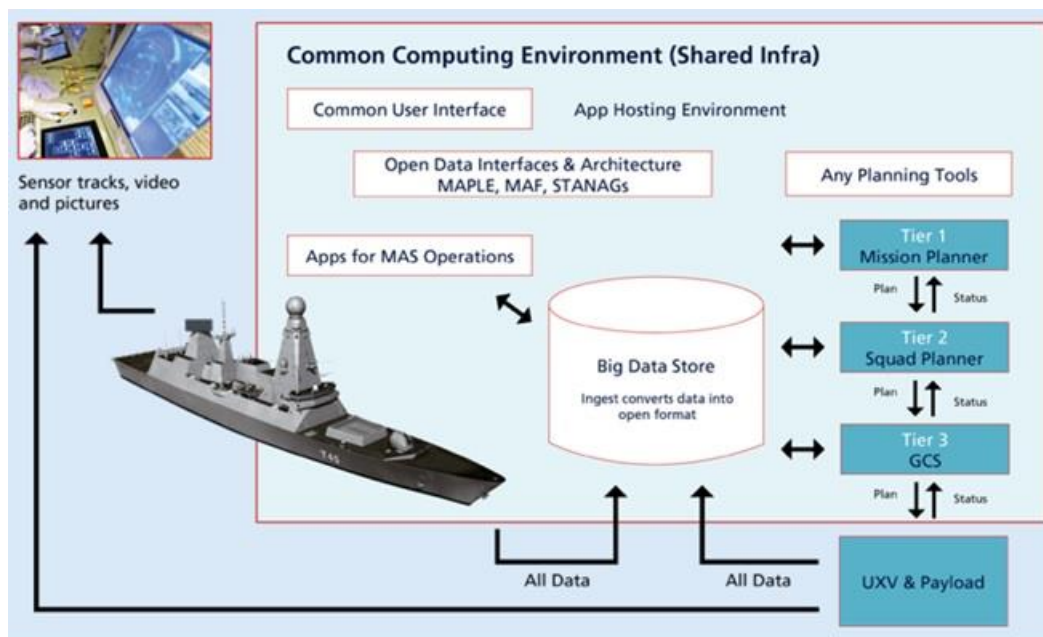 Common Computing Environment (Shared Infra)
Common User Interface
App Hosting Environment
Open Data Interfaces & Architecture
MAPLE, MAF, STANAGs
Any Planning Tools
Sensor tracks, video
and pictures
Apps for MAS Operations
Tier 1
Mission Planner
Plan
Status
Big Data Store
Ingest converts data into
open format
Tier 2
Squad Planner
Plan
Status
Tier 3
GCS
Plan
Status
T45
All Data
All Data
UXV & Payload